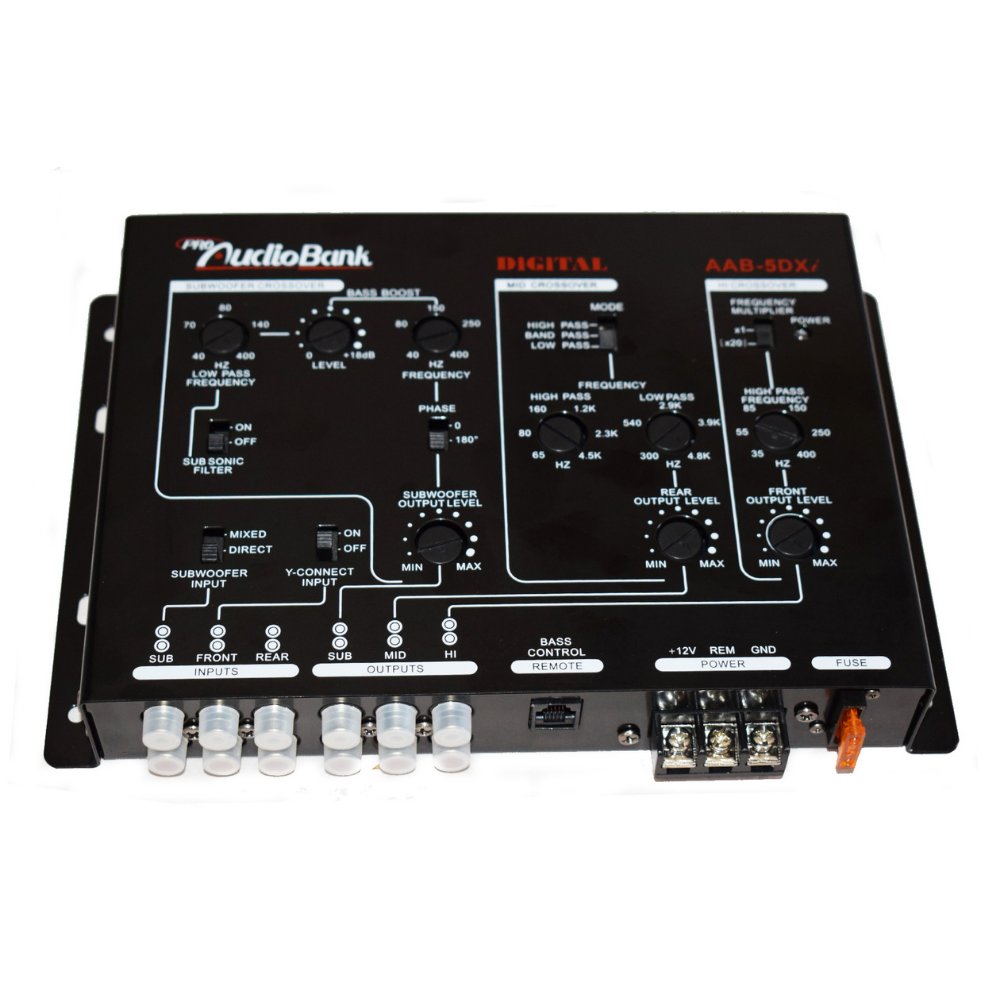 PRO AudioBank
DIGITAL
AAB-5DXi
SUBWOOFER CROSSOVER
MID CROSSOVER
HI CROSSOVER
BASS BOOST
80
70 140
40 400
HZ
LOW PASS
FREQUENCY
0 +18dB
LEVEL
150
80 250
40 400
HZ
FREQUENCY
ON
OFF
SUBSONIC
FILTER
PHASE
0
180°
SUBWOOFER
OUTPUT LEVEL
MIN MAX
MODE
HIGH PASS
BAND PASS
LOW PASS
FREQUENCY
HIGH PASS
160 1.2K
80 2.3K
65 4.5K
HZ
LOW PASS
2.9K
540 3.9K
300 4.8K
HZ
REAR
OUTPUT LEVEL
MIN MAX
FREQUENCY
MULTIPLIER
x1
(x20)
POWER
HIGH PASS
FREQUENCY
85 150
55 250
35 400
HZ
FRONT
OUTPUT LEVEL
MIN MAX
MIXED
DIRECT
SUBWOOFER
INPUT
ON
OFF
Y-CONNECT
INPUT
SUB FRONT REAR
INPUTS
SUB MID HI
OUTPUTS
BASS
CONTROL
REMOTE
+12V REM GND
POWER
FUSE